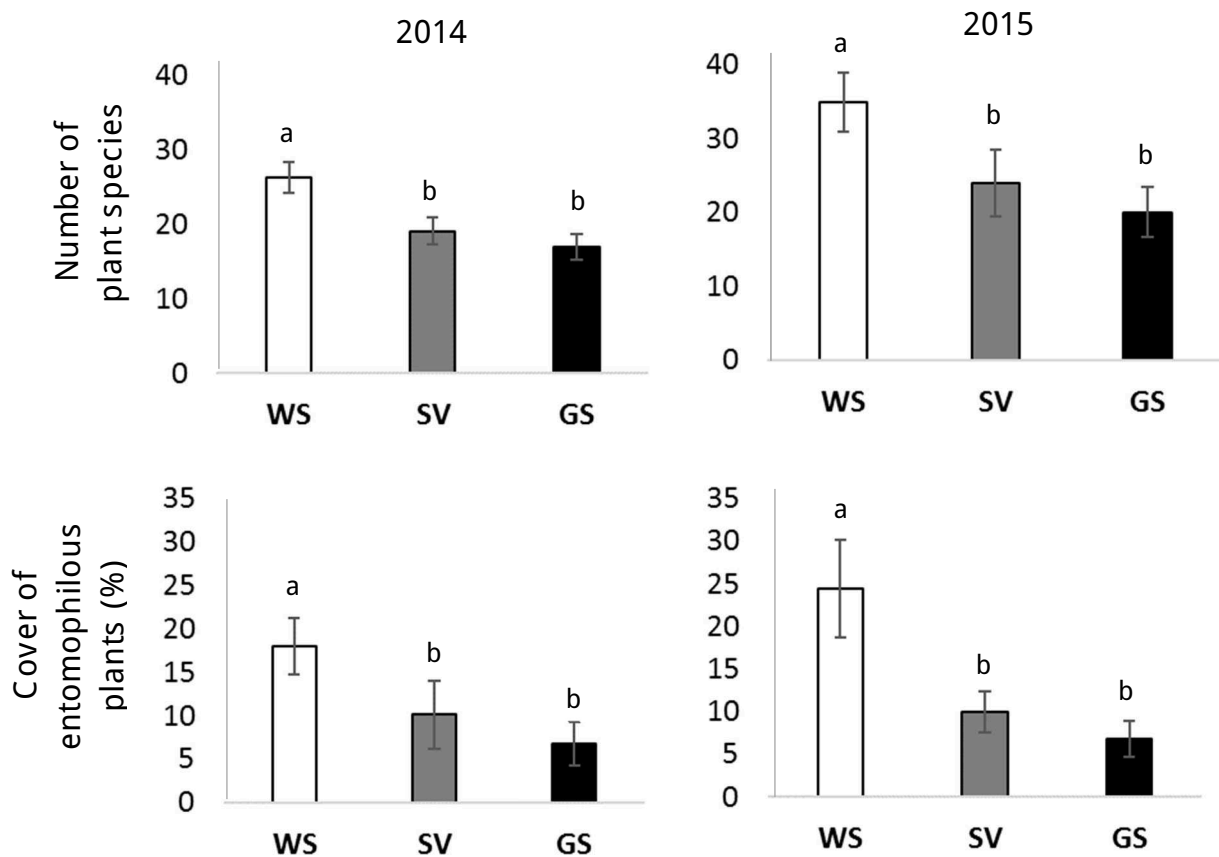 2014
Number of
plant species
40
30
20
10
0
a
b
b
WS SV GS
2015
40
30
20
10
0
a
b
b
WS SV GS
Cover of
entomophilous
plants (%)
35
30
25
20
15
10
5
0
a
b
b
WS SV GS
35
30
25
20
15
10
5
0
a
b
b
WS SV GS